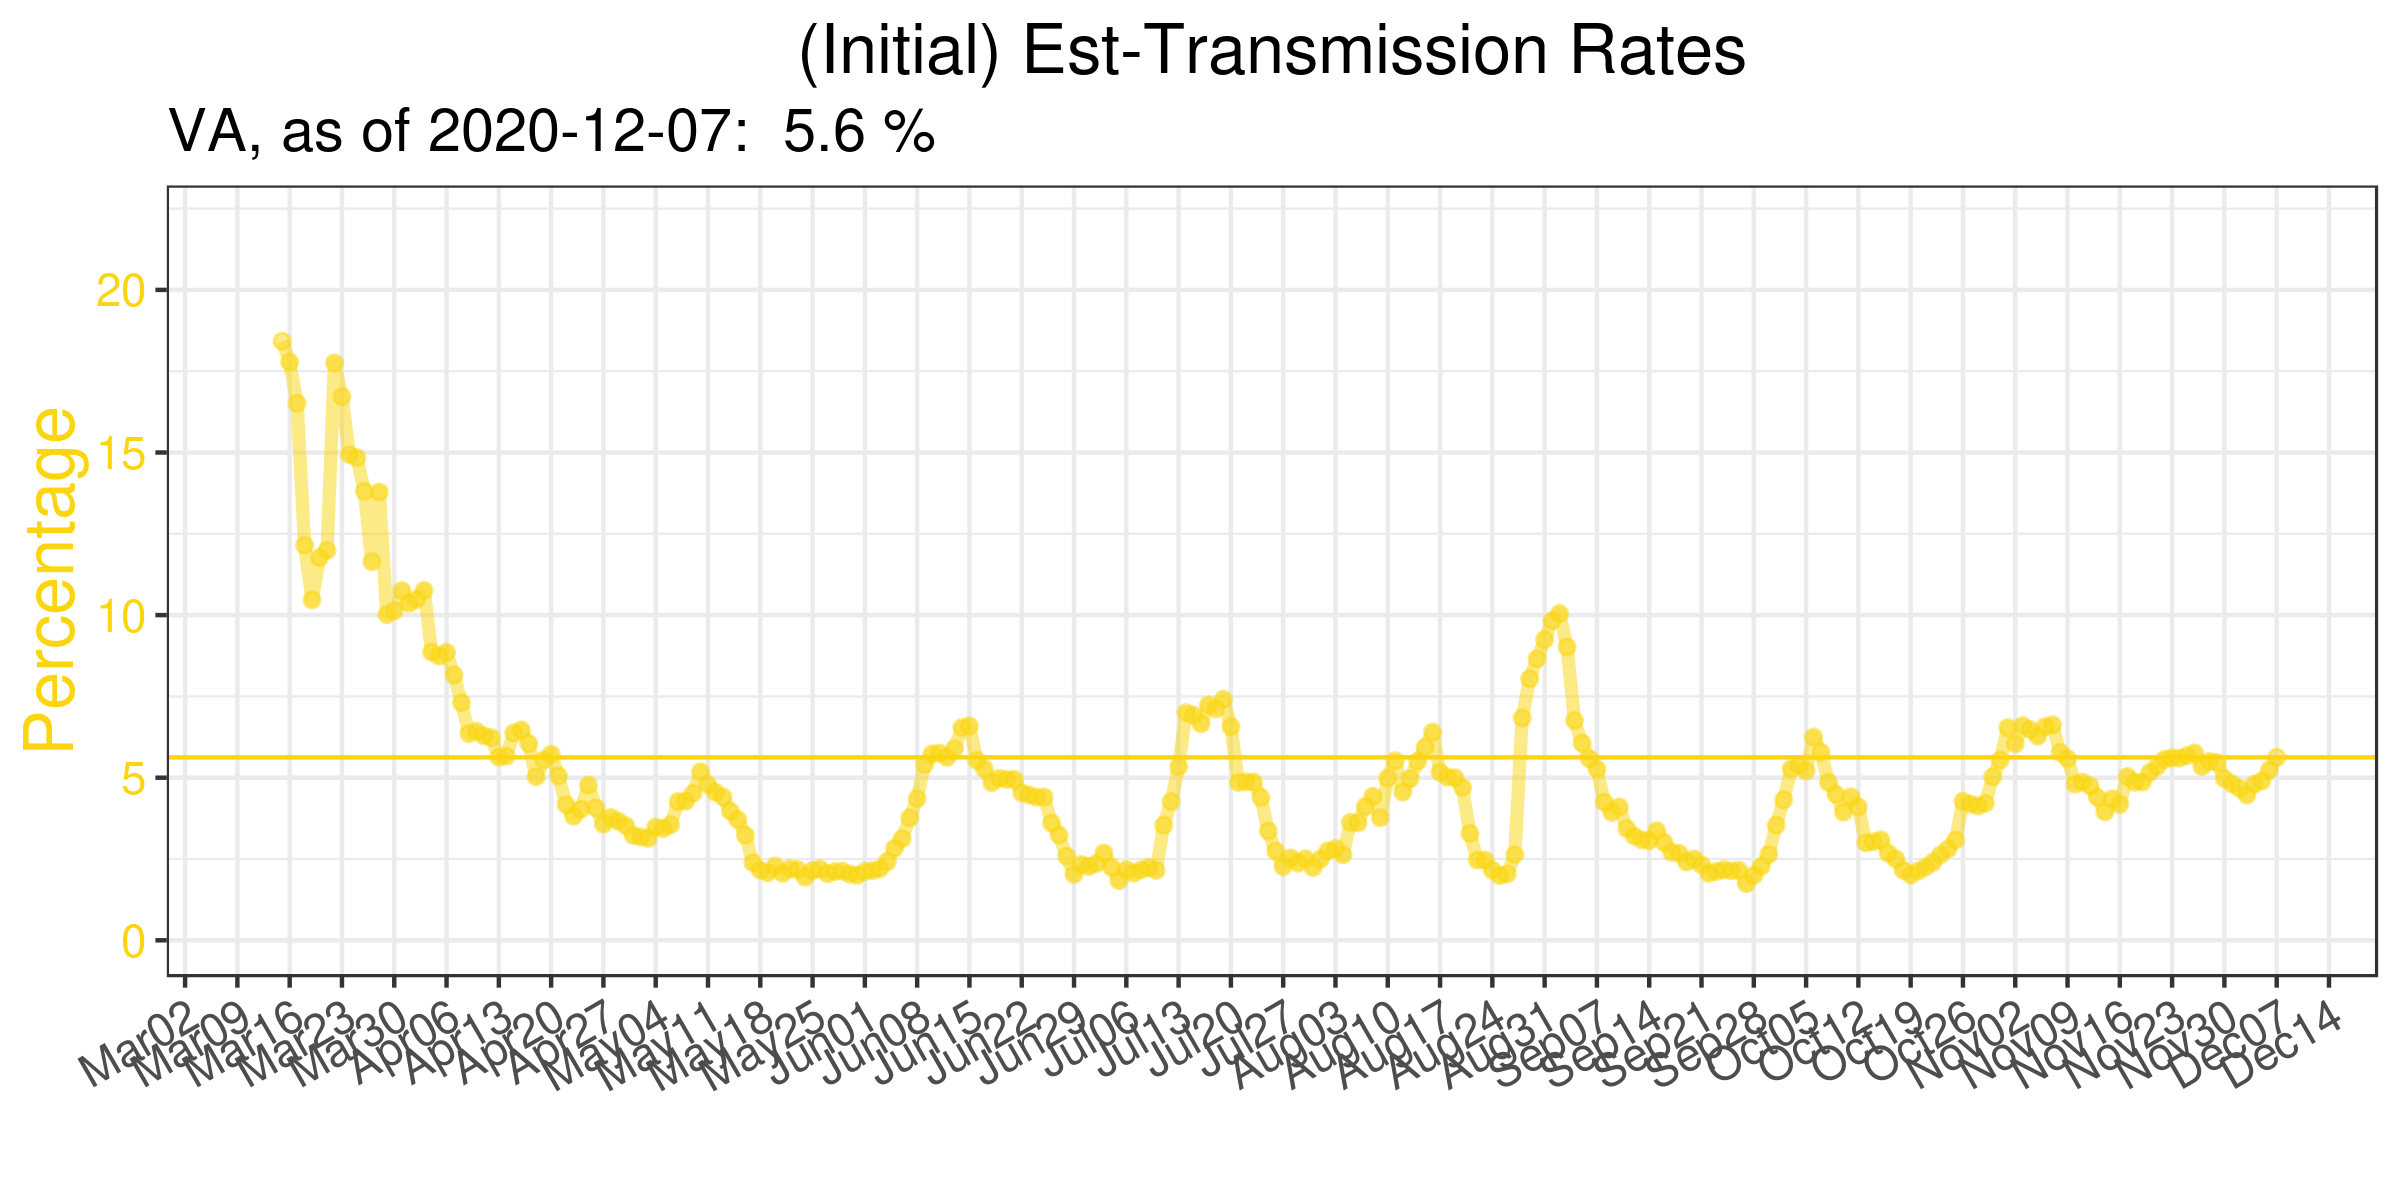 (Initial) Est-Transmission Rates
VA, as of 2020-12-07:  5.6 %
Percentage
20
15
10
5
0
Mar02 Mar09 Mar16 Mar23 Mar30 Apr06 Apr13 Apr20 Apr27 May04 May11 May18 May25 Jun01 Jun08 Jun15 Jun22 Jun29 Jul06 Jul13 Jul20 Jul27 Aug03 Aug10 Aug17 Aug24 Aug31 Sep07 Sep14 Sep21 Sep28 Oct05 Oct12 Oct19 Oct26 Nov02 Nov09 Nov16 Nov23 Nov30 Dec07 Dec14